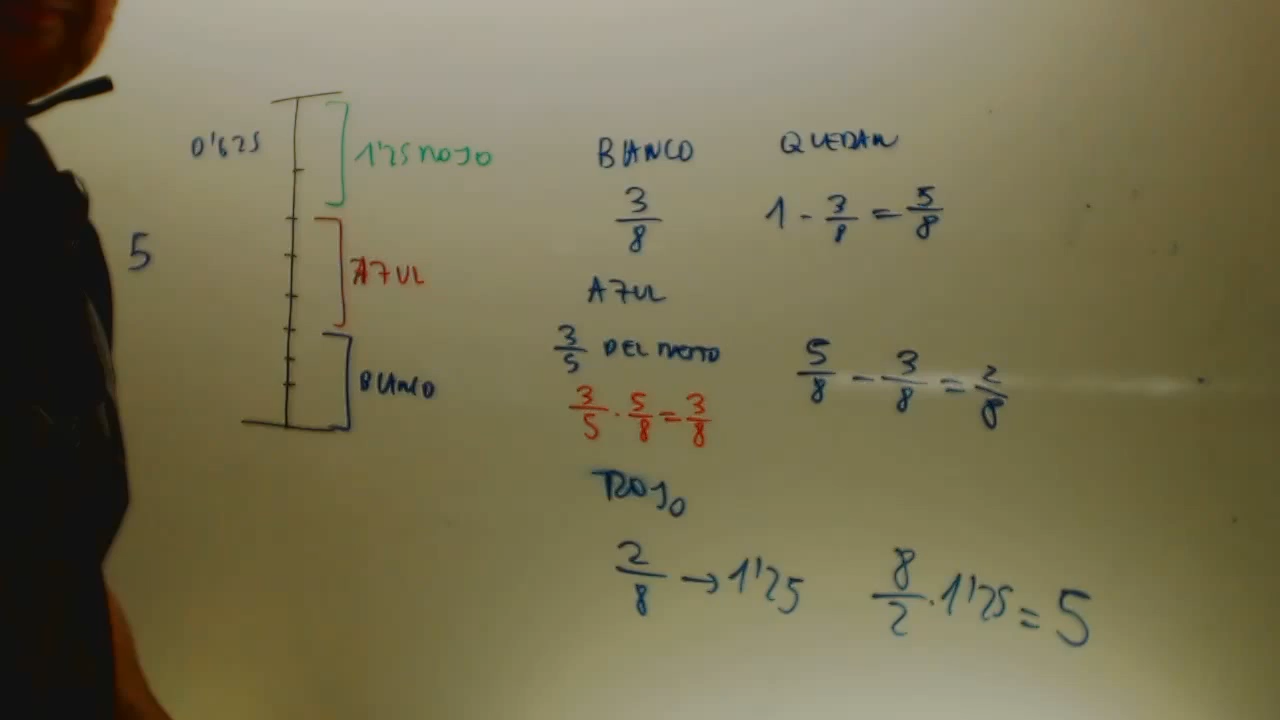 0'625
1'25 ROJO
5
AZUL
BLANCO
BLANCO
3/8
QUEDAN
1 - 3/8 = 5/8
AZUL
3/5 DEL RESTO
3/5 · 5/8 = 3/8
5/8 - 3/8 = 2/8
ROJO
2/8 → 1'25
8/2 · 1'25 = 5